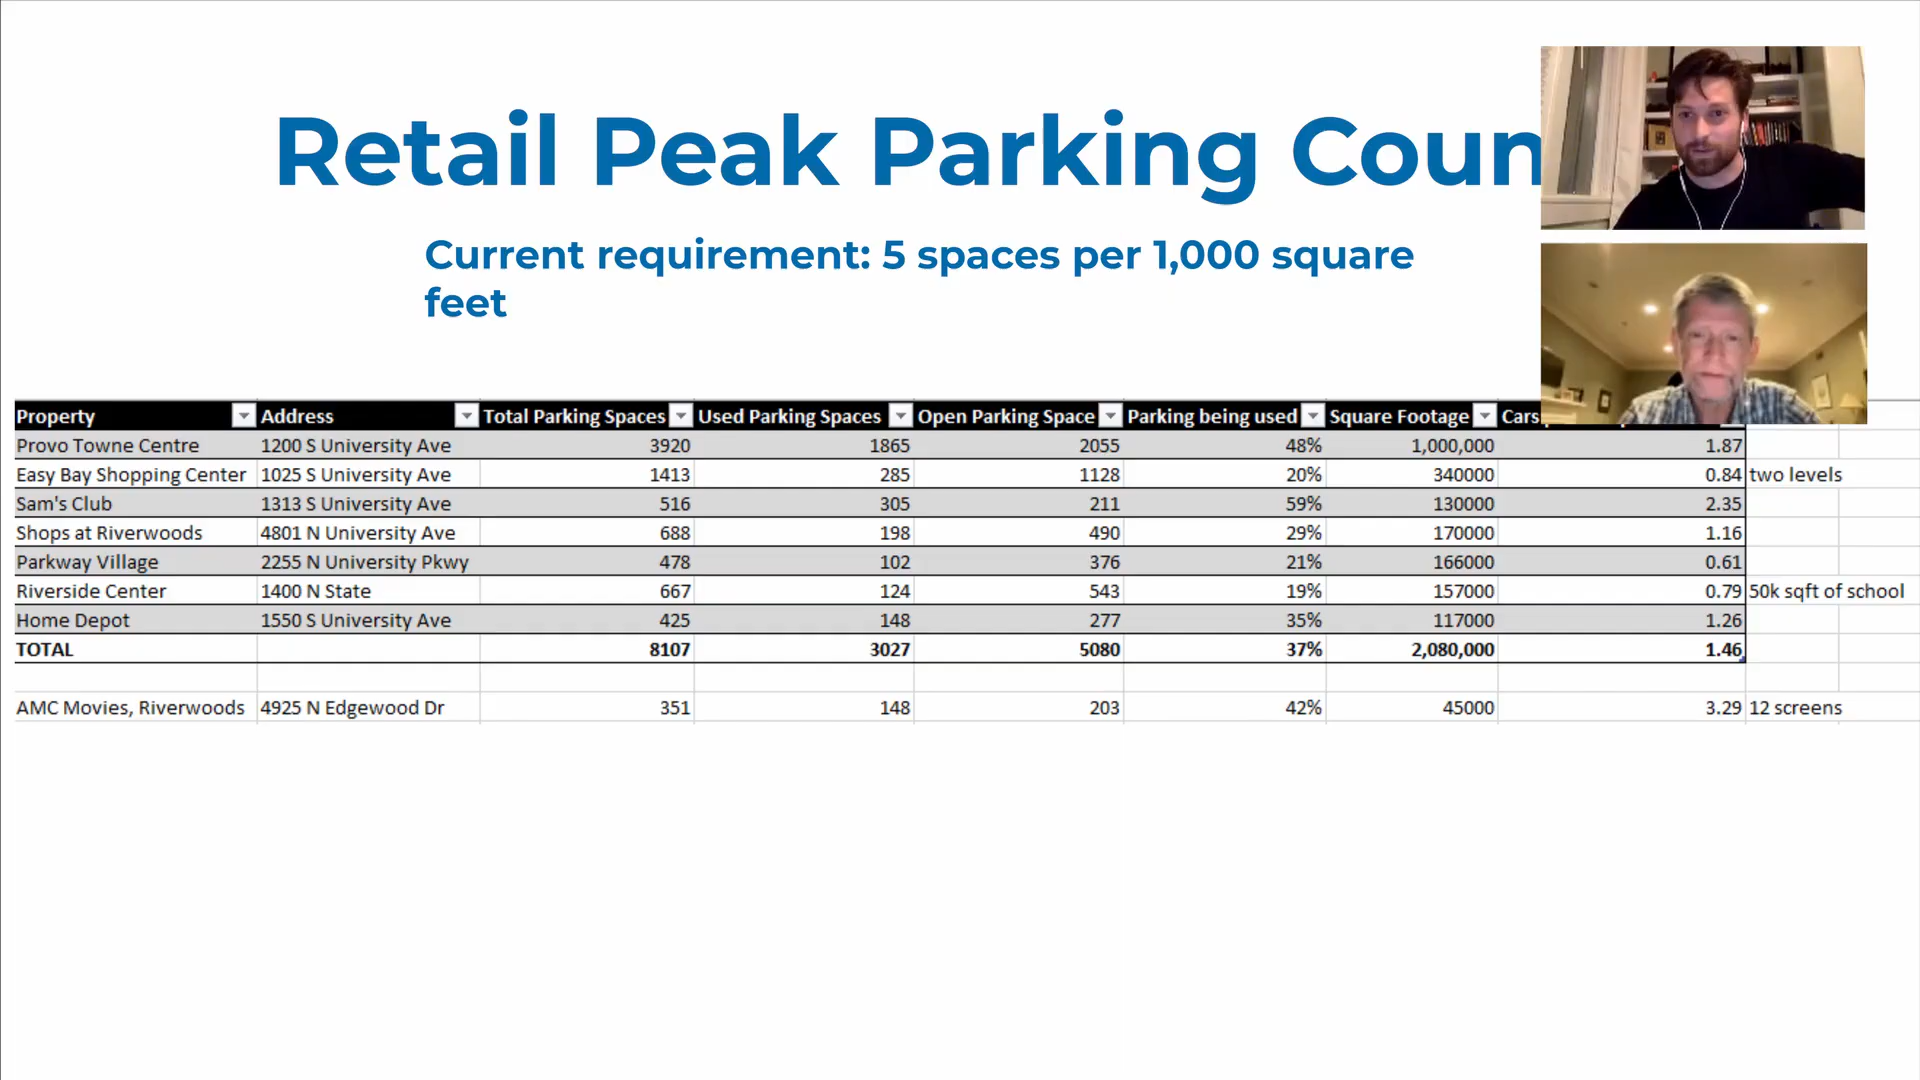 Retail Peak Parking Coun
Current requirement: 5 spaces per 1,000 square
feet
Property Address Total Parking Spaces Used Parking Spaces Open Parking Space Parking being used Square Footage Cars
Provo Towne Centre 1200 S University Ave 3920 1865 2055 48% 1,000,000 1.87
Easy Bay Shopping Center 1025 S University Ave 1413 285 1128 20% 340000 0.84 two levels
Sam's Club 1313 S University Ave 516 305 211 59% 130000 2.35
Shops at Riverwoods 4801 N University Ave 688 198 490 29% 170000 1.16
Parkway Village 2255 N University Pkwy 478 102 376 21% 166000 0.61
Riverside Center 1400 N State 667 124 543 19% 157000 0.79 50k sqft of school
Home Depot 1550 S University Ave 425 148 277 35% 117000 1.26
TOTAL 8107 3027 5080 37% 2,080,000 1.46
AMC Movies, Riverwoods 4925 N Edgewood Dr 351 148 203 42% 45000 3.29 12 screens